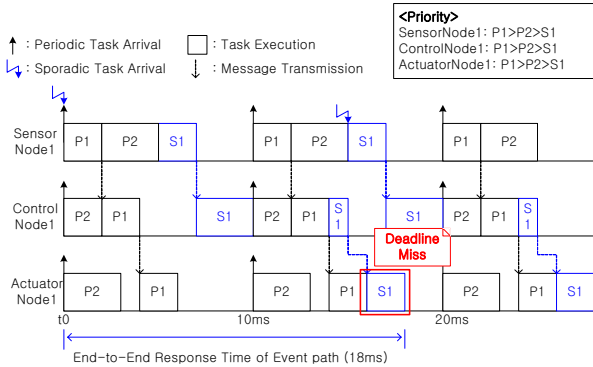 <Priority>
SensorNode1: P1>P2>S1
ControlNode1: P1>P2>S1
ActuatorNode1: P1>P2>S1
: Periodic Task Arrival : Task Execution
: Sporadic Task Arrival : Message Transmission
Sensor
Node1
P1 P2 S1 P1 P2 S1 P1 P2
Control
Node1
P2 P1 S1 P2 P1 S
1 S1 P2 P1 S
1
Deadline
Miss
Actuator
Node1
P2 P1 P2 P1 S1 P2 P1 S1
t0 10ms 20ms
End-to-End Response Time of Event path (18ms)